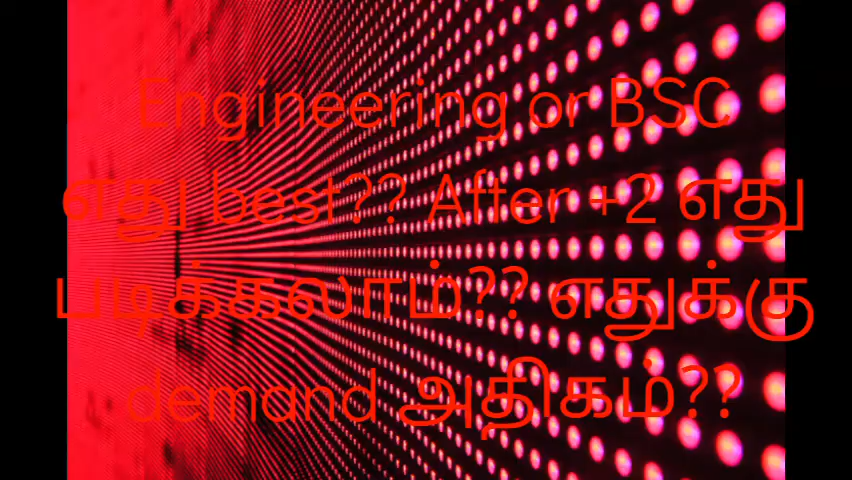 Engineering or BSC
எது best?? After +2 எது
படிக்கலாம்?? எதுக்கு
demand அதிகம்??